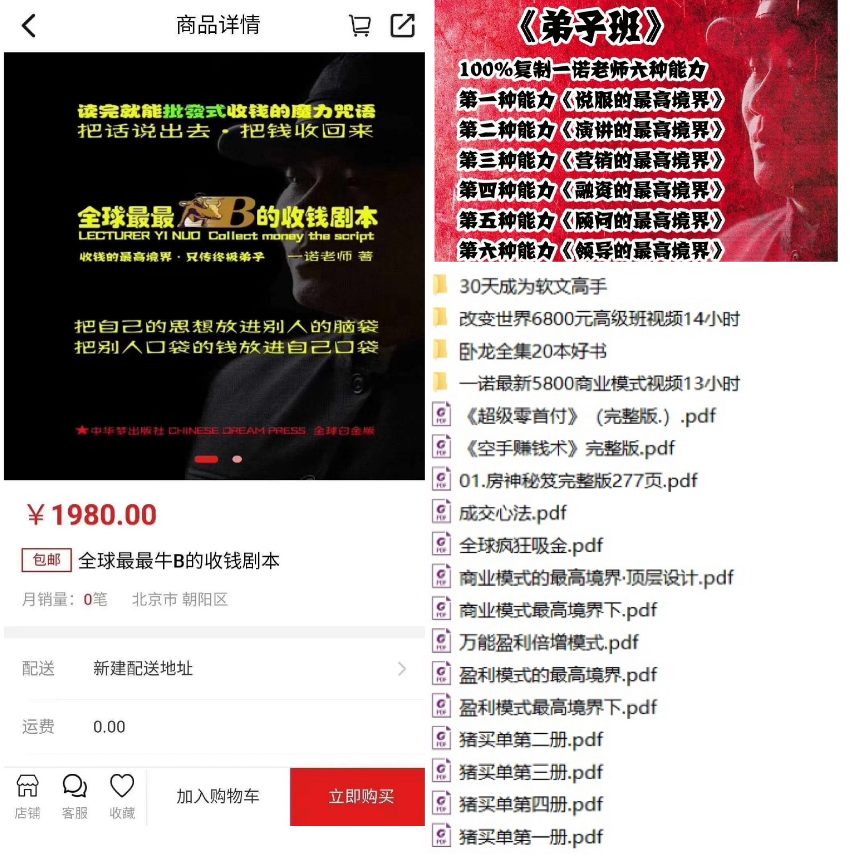 商品详情
读完就能批發式收钱的魔力咒语
把话说出去·把钱收回来
全球最最牛B的收钱剧本
LECTURER YI NUO Collect money the script
收钱的最高境界·只传终极弟子 一诺老师 著
把自己的思想放进别人的脑袋
把别人口袋的钱放进自己口袋
★中华梦出版社 CHINESE DREAM PRESS 全球白金版
￥1980.00
包邮 全球最最牛B的收钱剧本
月销量：0笔 北京市 朝阳区
配送 新建配送地址
运费 0.00
店铺 客服 收藏 加入购物车 立即购买
《弟子班》
100%复制一诺老师六种能力
第一种能力《说服的最高境界》
第二种能力《演讲的最高境界》
第三种能力《营销的最高境界》
第四种能力《融资的最高境界》
第五种能力《顾问的最高境界》
第六种能力《领导的最高境界》
30天成为软文高手
改变世界6800元高级班视频14小时
卧龙全集20本好书
一诺最新5800商业模式视频13小时
《超级零首付》（完整版.）.pdf
《空手赚钱术》完整版.pdf
01.房神秘笈完整版277页.pdf
成交心法.pdf
全球疯狂吸金.pdf
商业模式的最高境界·顶层设计.pdf
商业模式最高境界下.pdf
万能盈利倍增模式.pdf
盈利模式的最高境界.pdf
盈利模式最高境界下.pdf
猪买单第二册.pdf
猪买单第三册.pdf
猪买单第四册.pdf
猪买单第一册.pdf